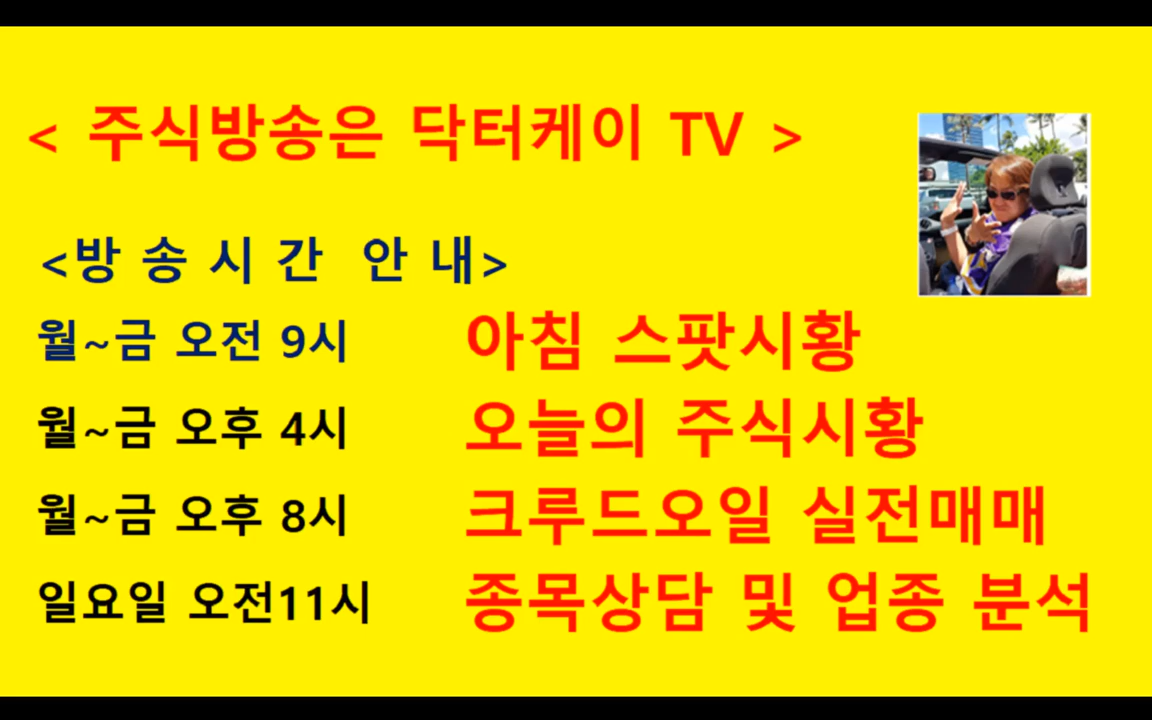 < 주식방송은 닥터케이 TV >
<방 송 시 간 안 내>
월~금 오전 9시 아침 스팟시황
월~금 오후 4시 오늘의 주식시황
월~금 오후 8시 크루드오일 실전매매
일요일 오전11시 종목상담 및 업종 분석